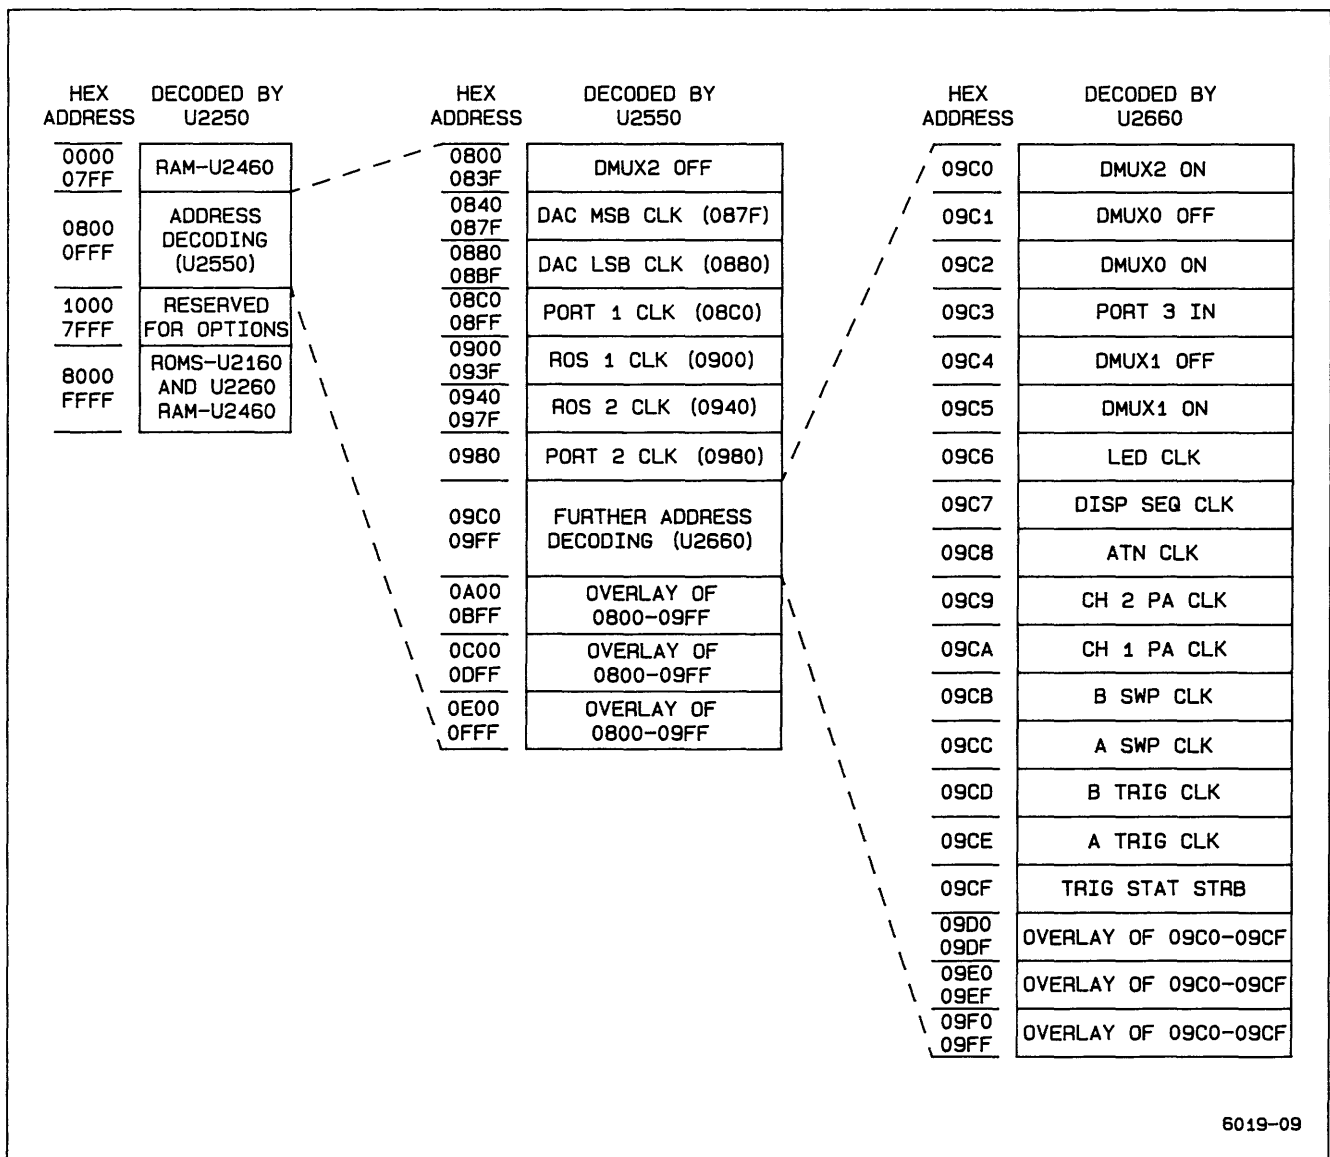 HEX ADDRESS DECODED BY U2250
0000 07FF RAM-U2460
0800 0FFF ADDRESS DECODING (U2550)
1000 7FFF RESERVED FOR OPTIONS
8000 FFFF ROMS-U2160 AND U2260 RAM-U2460
HEX ADDRESS DECODED BY U2550
0800 083F DMUX2 OFF
0840 087F DAC MSB CLK (087F)
0880 08BF DAC LSB CLK (0880)
08C0 08FF PORT 1 CLK (08C0)
0900 093F ROS 1 CLK (0900)
0940 097F ROS 2 CLK (0940)
0980 PORT 2 CLK (0980)
09C0 09FF FURTHER ADDRESS DECODING (U2660)
0A00 0BFF OVERLAY OF 0800-09FF
0C00 0DFF OVERLAY OF 0800-09FF
0E00 0FFF OVERLAY OF 0800-09FF
HEX ADDRESS DECODED BY U2660
09C0 DMUX2 ON
09C1 DMUX0 OFF
09C2 DMUX0 ON
09C3 PORT 3 IN
09C4 DMUX1 OFF
09C5 DMUX1 ON
09C6 LED CLK
09C7 DISP SEQ CLK
09C8 ATN CLK
09C9 CH 2 PA CLK
09CA CH 1 PA CLK
09CB B SWP CLK
09CC A SWP CLK
09CD B TRIG CLK
09CE A TRIG CLK
09CF TRIG STAT STRB
09D0 09DF OVERLAY OF 09C0-09CF
09E0 09EF OVERLAY OF 09C0-09CF
09F0 09FF OVERLAY OF 09C0-09CF
6019-09